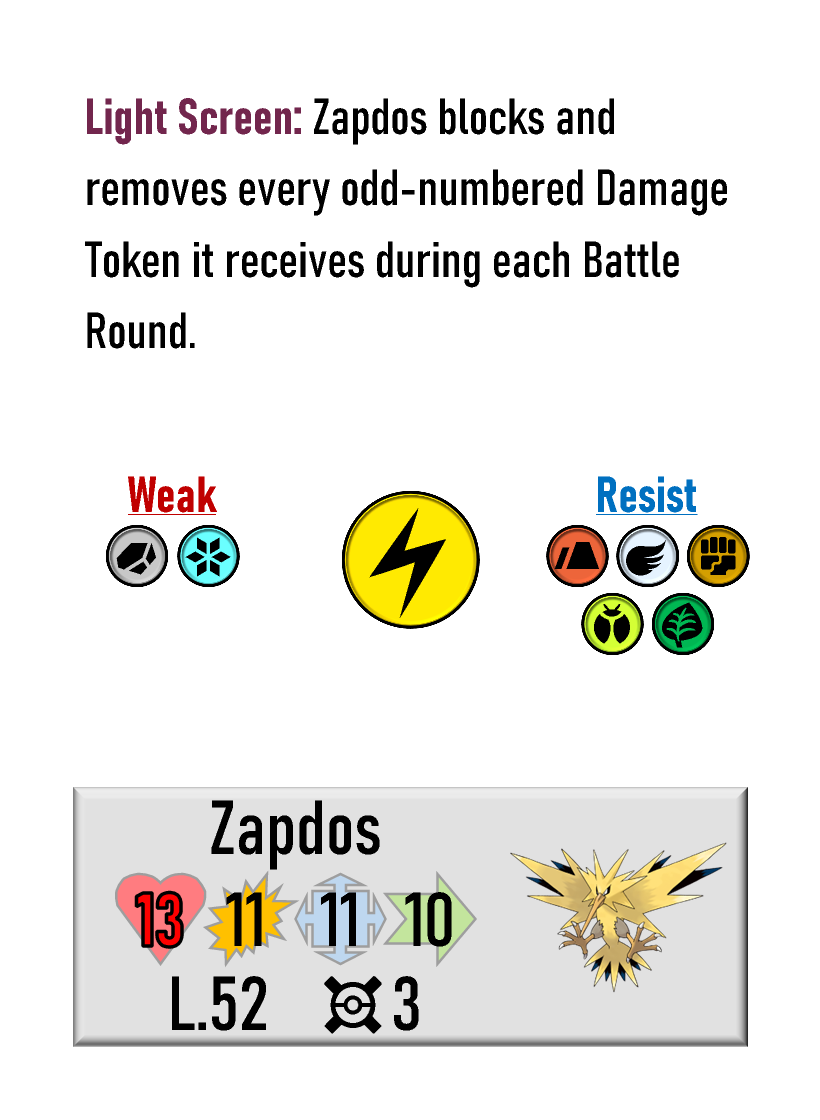 Light Screen: Zapdos blocks and
removes every odd-numbered Damage
Token it receives during each Battle
Round.
Weak
Resist
Zapdos
13 11 11 10
L.52 3